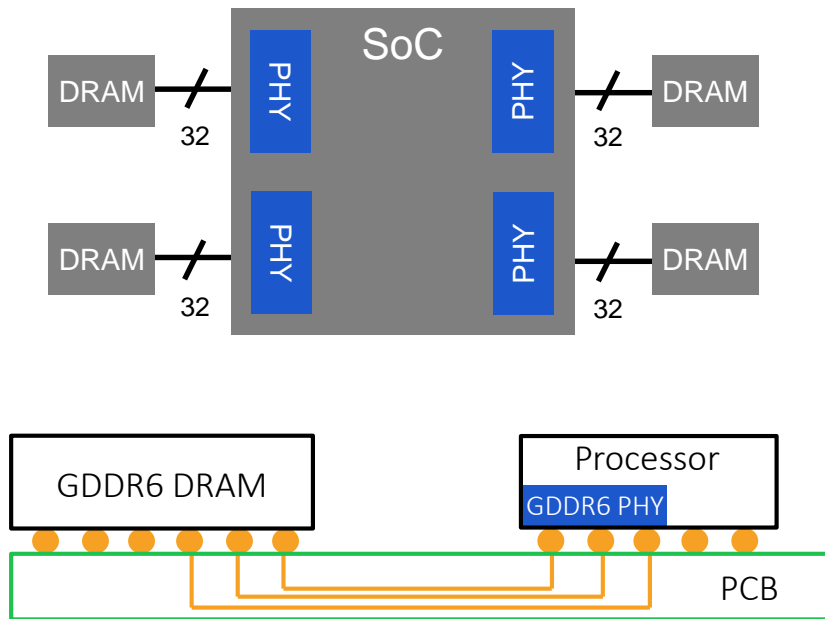 SoC
DRAM
PHY
PHY
DRAM
32
32
DRAM
PHY
PHY
DRAM
32
32
GDDR6 DRAM
Processor
GDDR6 PHY
PCB